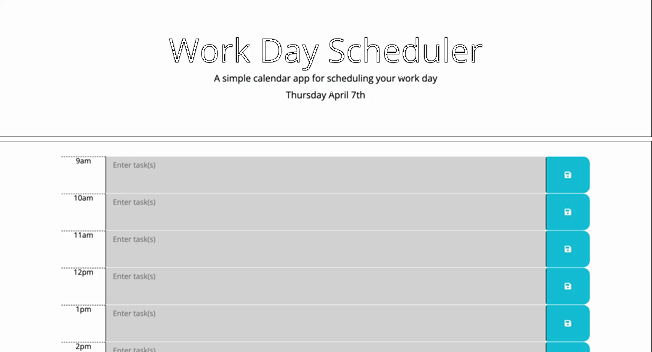 Work Day Scheduler
A simple calendar app for scheduling your work day
Thursday April 7th
9am
Enter task(s)
10am
Enter task(s)
11am
Enter task(s)
12pm
Enter task(s)
1pm
Enter task(s)
2pm
Enter task(s)